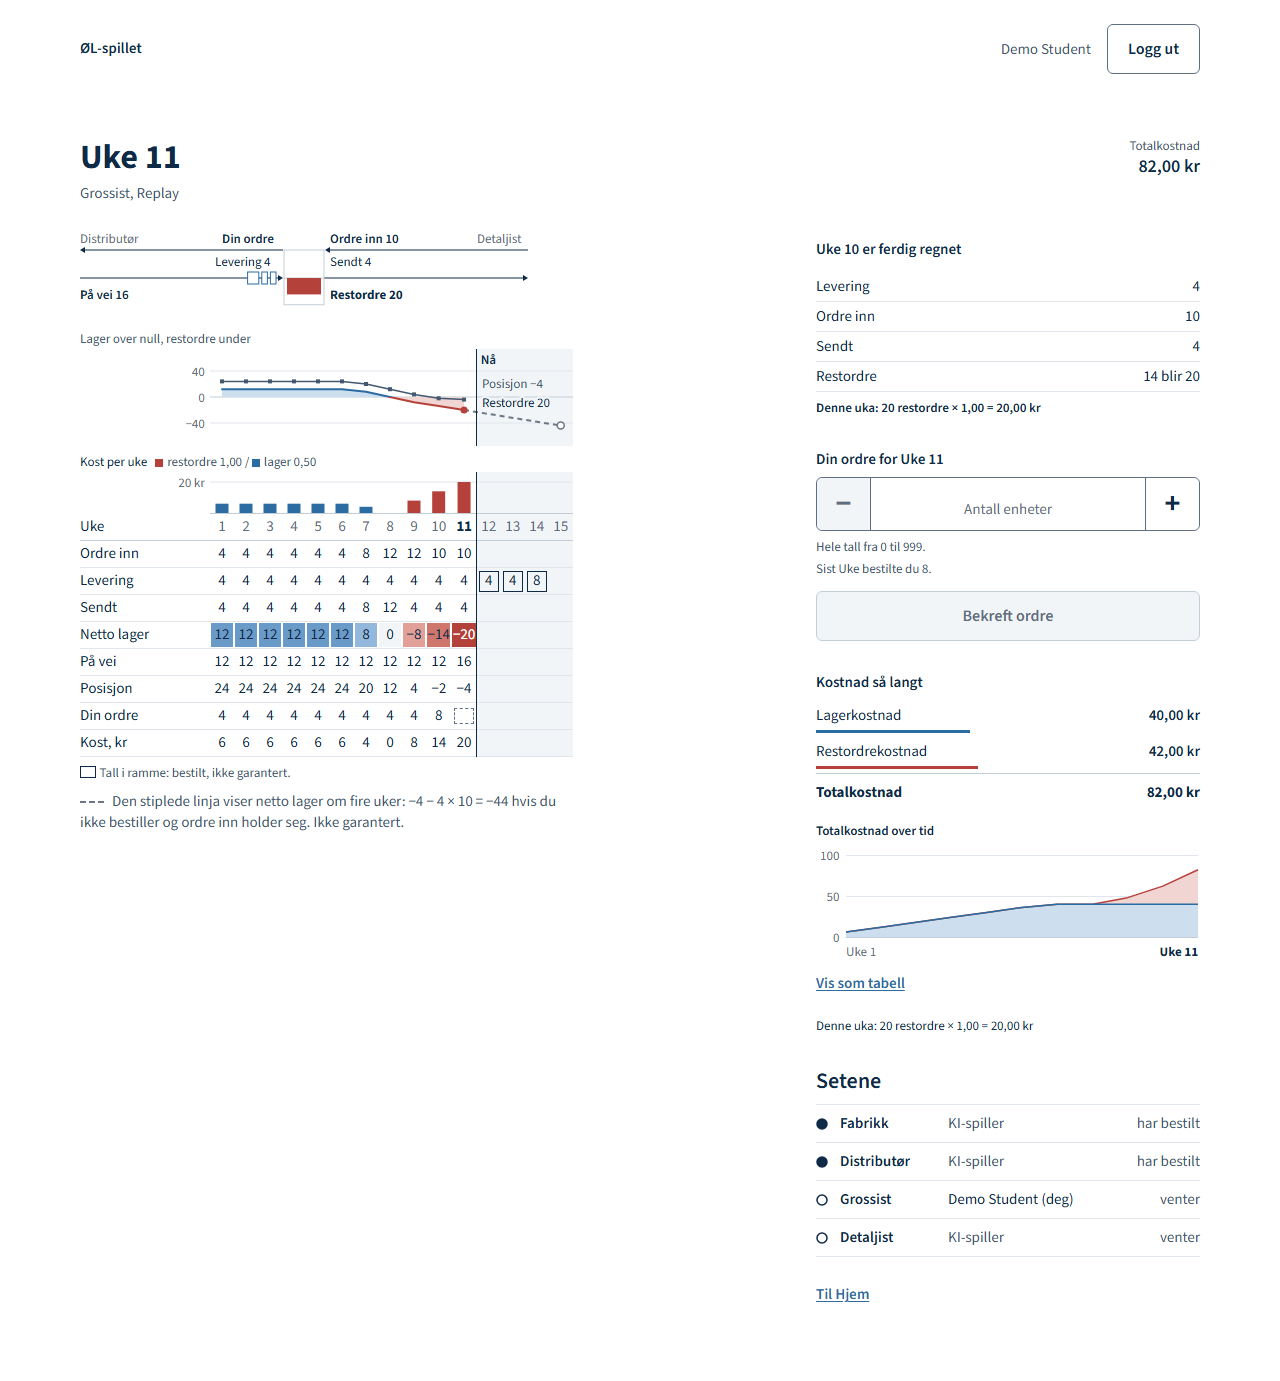 ØL-spillet
Demo Student
Logg ut
Uke 11
Grossist, Replay
Totalkostnad
82,00 kr
Distributør Din ordre Ordre inn 10 Detaljist
Levering 4 Sendt 4
På vei 16 Restordre 20
Lager over null, restordre under
Nå
40
Posisjon −4
0
Restordre 20
−40
Kost per uke restordre 1,00 / lager 0,50
20 kr
Uke 1 2 3 4 5 6 7 8 9 10 11 12 13 14 15
Ordre inn 4 4 4 4 4 4 8 12 12 10 10
Levering 4 4 4 4 4 4 4 4 4 4 4 4 4 8
Sendt 4 4 4 4 4 4 8 12 4 4 4
Netto lager 12 12 12 12 12 12 8 0 −8 −14 −20
På vei 12 12 12 12 12 12 12 12 12 12 16
Posisjon 24 24 24 24 24 24 20 12 4 −2 −4
Din ordre 4 4 4 4 4 4 4 4 4 8
Kost, kr 6 6 6 6 6 6 4 0 8 14 20
Tall i ramme: bestilt, ikke garantert.
Den stiplede linja viser netto lager om fire uker: −4 − 4 × 10 = −44 hvis du
ikke bestiller og ordre inn holder seg. Ikke garantert.
Uke 10 er ferdig regnet
Levering 4
Ordre inn 10
Sendt 4
Restordre 14 blir 20
Denne uka: 20 restordre × 1,00 = 20,00 kr
Din ordre for Uke 11
− Antall enheter +
Hele tall fra 0 til 999.
Sist Uke bestilte du 8.
Bekreft ordre
Kostnad så langt
Lagerkostnad 40,00 kr
Restordrekostnad 42,00 kr
Totalkostnad 82,00 kr
Totalkostnad over tid
100
50
0
Uke 1 Uke 11
Vis som tabell
Denne uka: 20 restordre × 1,00 = 20,00 kr
Setene
Fabrikk KI-spiller har bestilt
Distributør KI-spiller har bestilt
Grossist Demo Student (deg) venter
Detaljist KI-spiller venter
Til Hjem